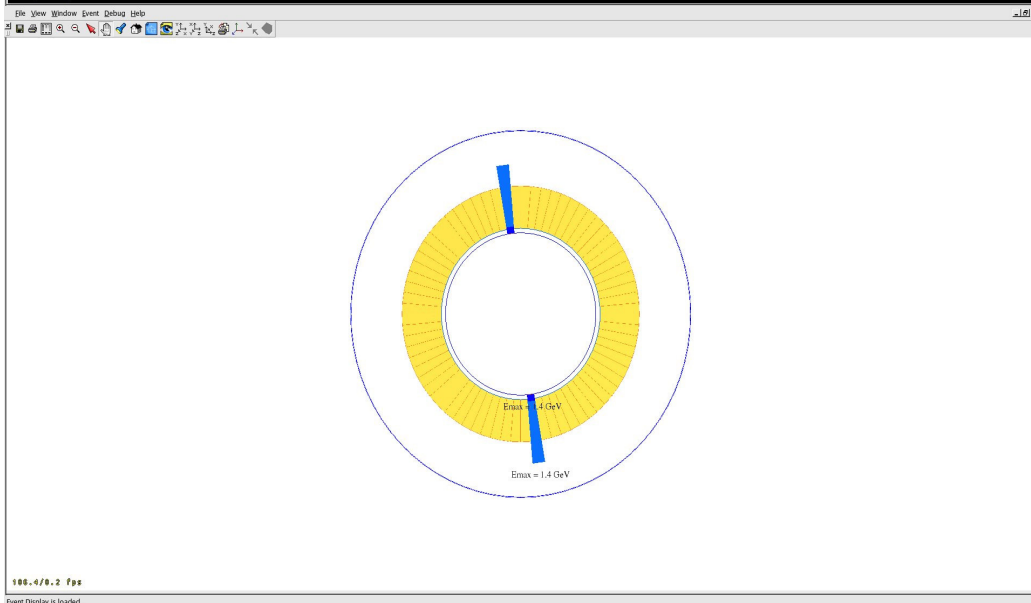 File View Window Event Debug Help
Emax = 1.4 GeV
Emax = 1.4 GeV
106.4/0.2 fps
Event Display is loaded